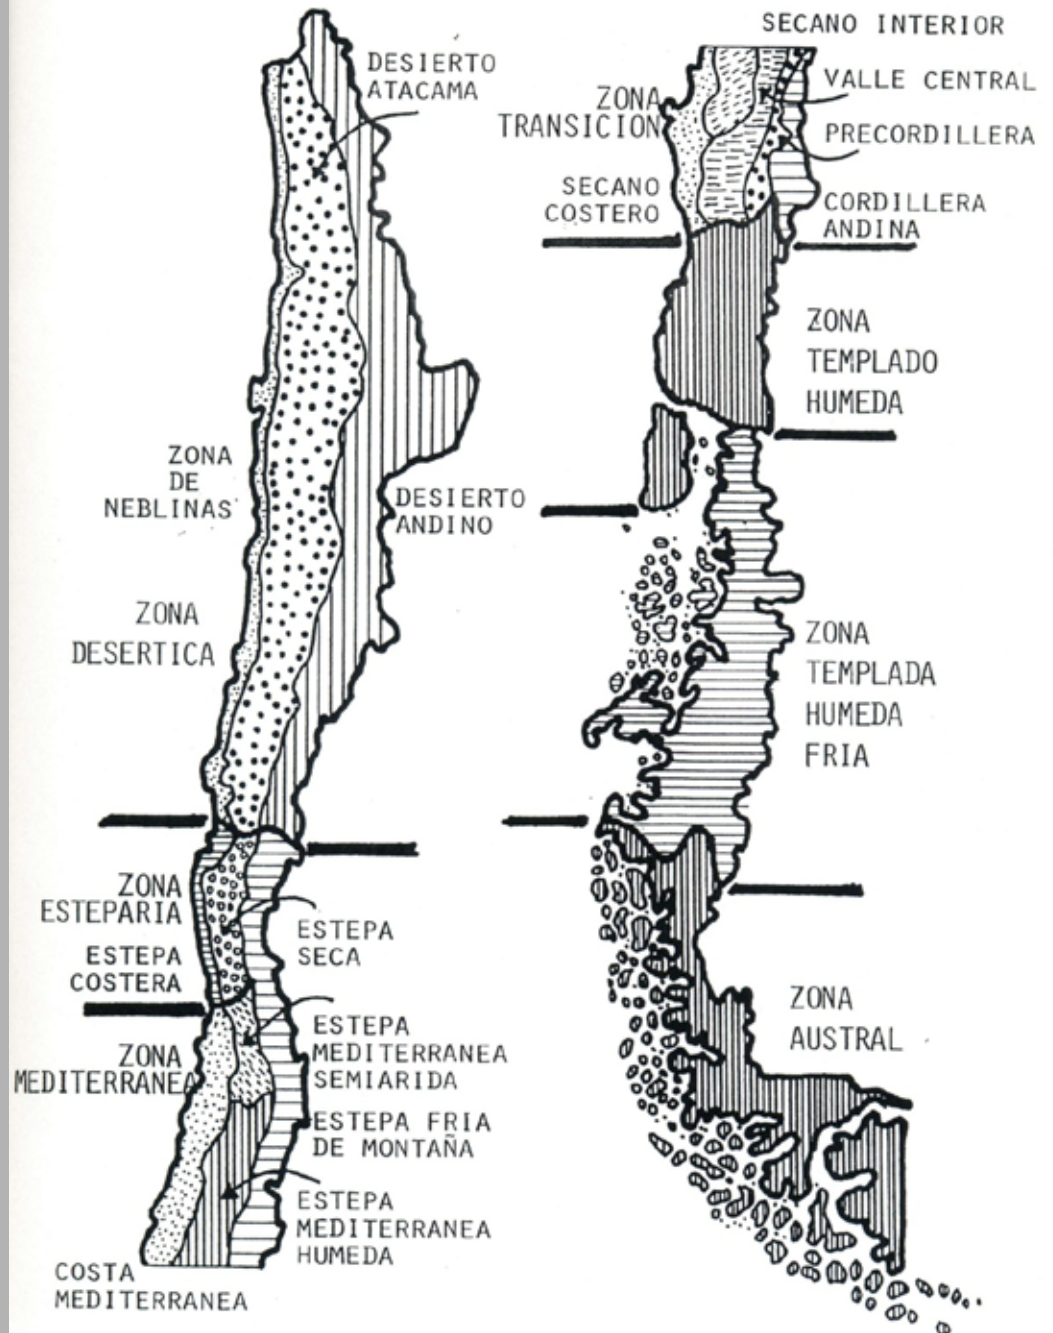 DESIERTO
ATACAMA
ZONA
DE
NEBLINAS
DESIERTO
ANDINO
ZONA
DESERTICA
ZONA
ESTEPARIA
ESTEPA
SECA
ESTEPA
COSTERA
ZONA
MEDITERRANEA
ESTEPA
MEDITERRANEA
SEMIARIDA
ESTEPA FRIA
DE MONTAÑA
ESTEPA
MEDITERRANEA
HUMEDA
COSTA
MEDITERRANEA
SECANO INTERIOR
VALLE CENTRAL
ZONA
TRANSICION
PRECORDILLERA
SECANO
COSTERO
CORDILLERA
ANDINA
ZONA
TEMPLADO
HUMEDA
ZONA
TEMPLADA
HUMEDA
FRIA
ZONA
AUSTRAL